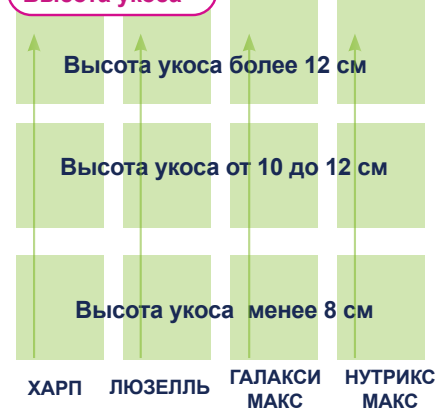 Высота укоса
Высота укоса более 12 см
Высота укоса от 10 до 12 см
Высота укоса менее 8 см
ХАРП ЛЮЗЕЛЛЬ ГАЛАКСИ МАКС НУТРИКС МАКС